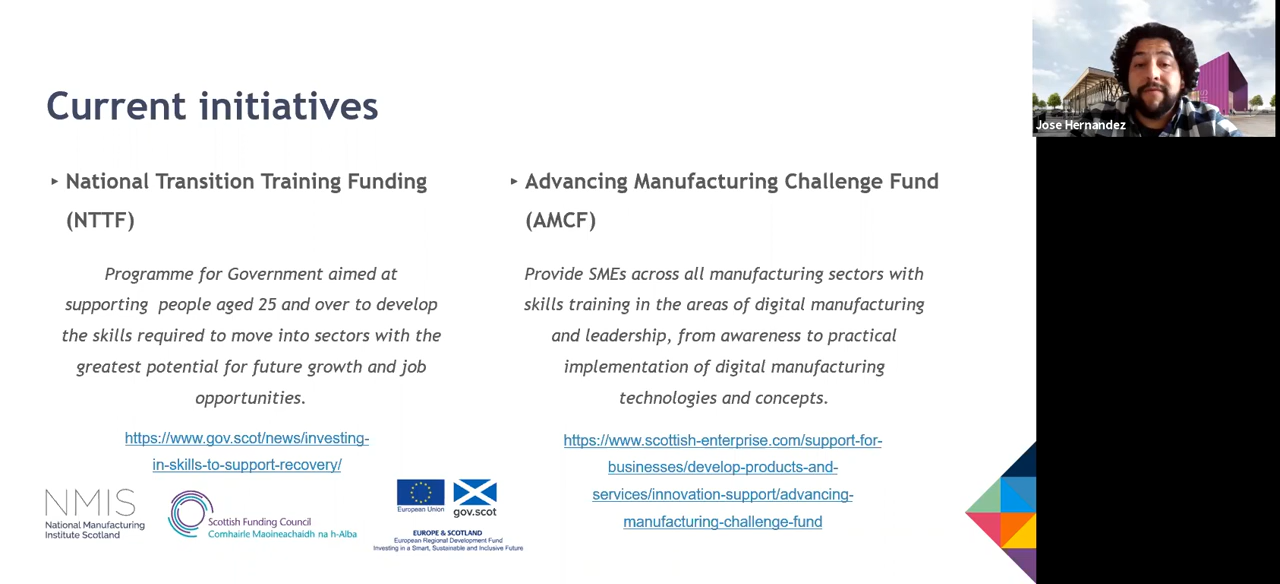 Current initiatives
‣ National Transition Training Funding
(NTTF)
Programme for Government aimed at
supporting people aged 25 and over to develop
the skills required to move into sectors with the
greatest potential for future growth and job
opportunities.
https://www.gov.scot/news/investing-
in-skills-to-support-recovery/
‣ Advancing Manufacturing Challenge Fund
(AMCF)
Provide SMEs across all manufacturing sectors with
skills training in the areas of digital manufacturing
and leadership, from awareness to practical
implementation of digital manufacturing
technologies and concepts.
https://www.scottish-enterprise.com/support-for-
businesses/develop-products-and-
services/innovation-support/advancing-
manufacturing-challenge-fund
NMIS
National Manufacturing
Institute Scotland
Scottish Funding Council
Comhairle Maoineachaidh na h-Alba
European Union
gov.scot
EUROPE & SCOTLAND
European Regional Development Fund
Investing in a Smart, Sustainable and Inclusive Future
Jose Hernandez